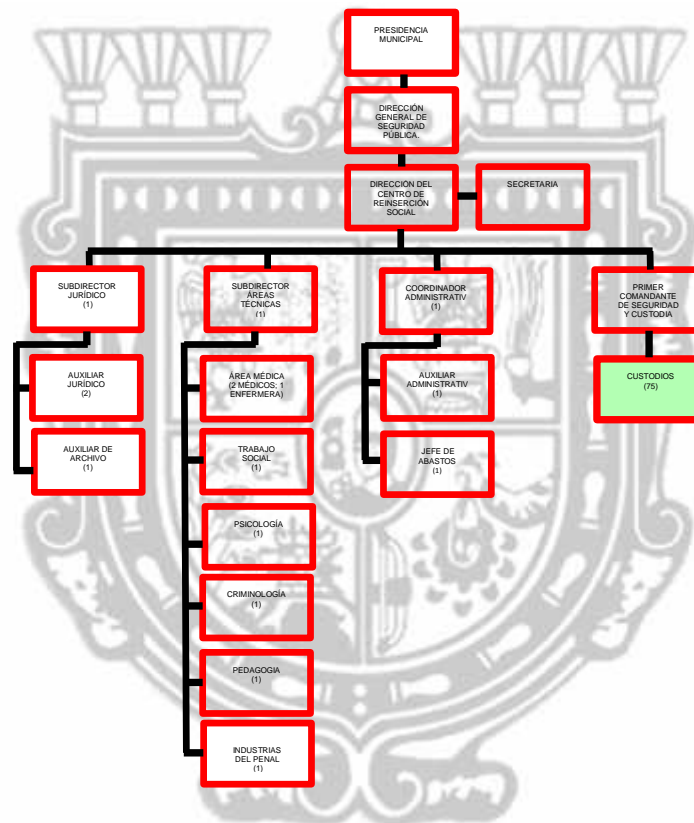 PRESIDENCIA
MUNICIPAL
DIRECCIÓN
GENERAL DE
SEGURIDAD
PÚBLICA.
DIRECCIÓN DEL
CENTRO DE
REINSERCIÓN
SOCIAL
SECRETARIA
SUBDIRECTOR
JURÍDICO
(1)
SUBDIRECTOR
ÁREAS
TÉCNICAS
(1)
COORDINADOR
ADMINISTRATIV
(1)
PRIMER
COMANDANTE
DE SEGURIDAD
Y CUSTODIA
AUXILIAR
JURÍDICO
(2)
ÁREA MÉDICA
(2 MÉDICOS; 1
ENFERMERA)
AUXILIAR
ADMINISTRATIV
(1)
CUSTODIOS
(75)
AUXILIAR DE
ARCHIVO
(1)
TRABAJO
SOCIAL
(1)
JEFE DE
ABASTOS
(1)
PSICOLOGÍA
(1)
CRIMINOLOGÍA
(1)
PEDAGOGIA
(1)
INDUSTRIAS
DEL PENAL
(1)